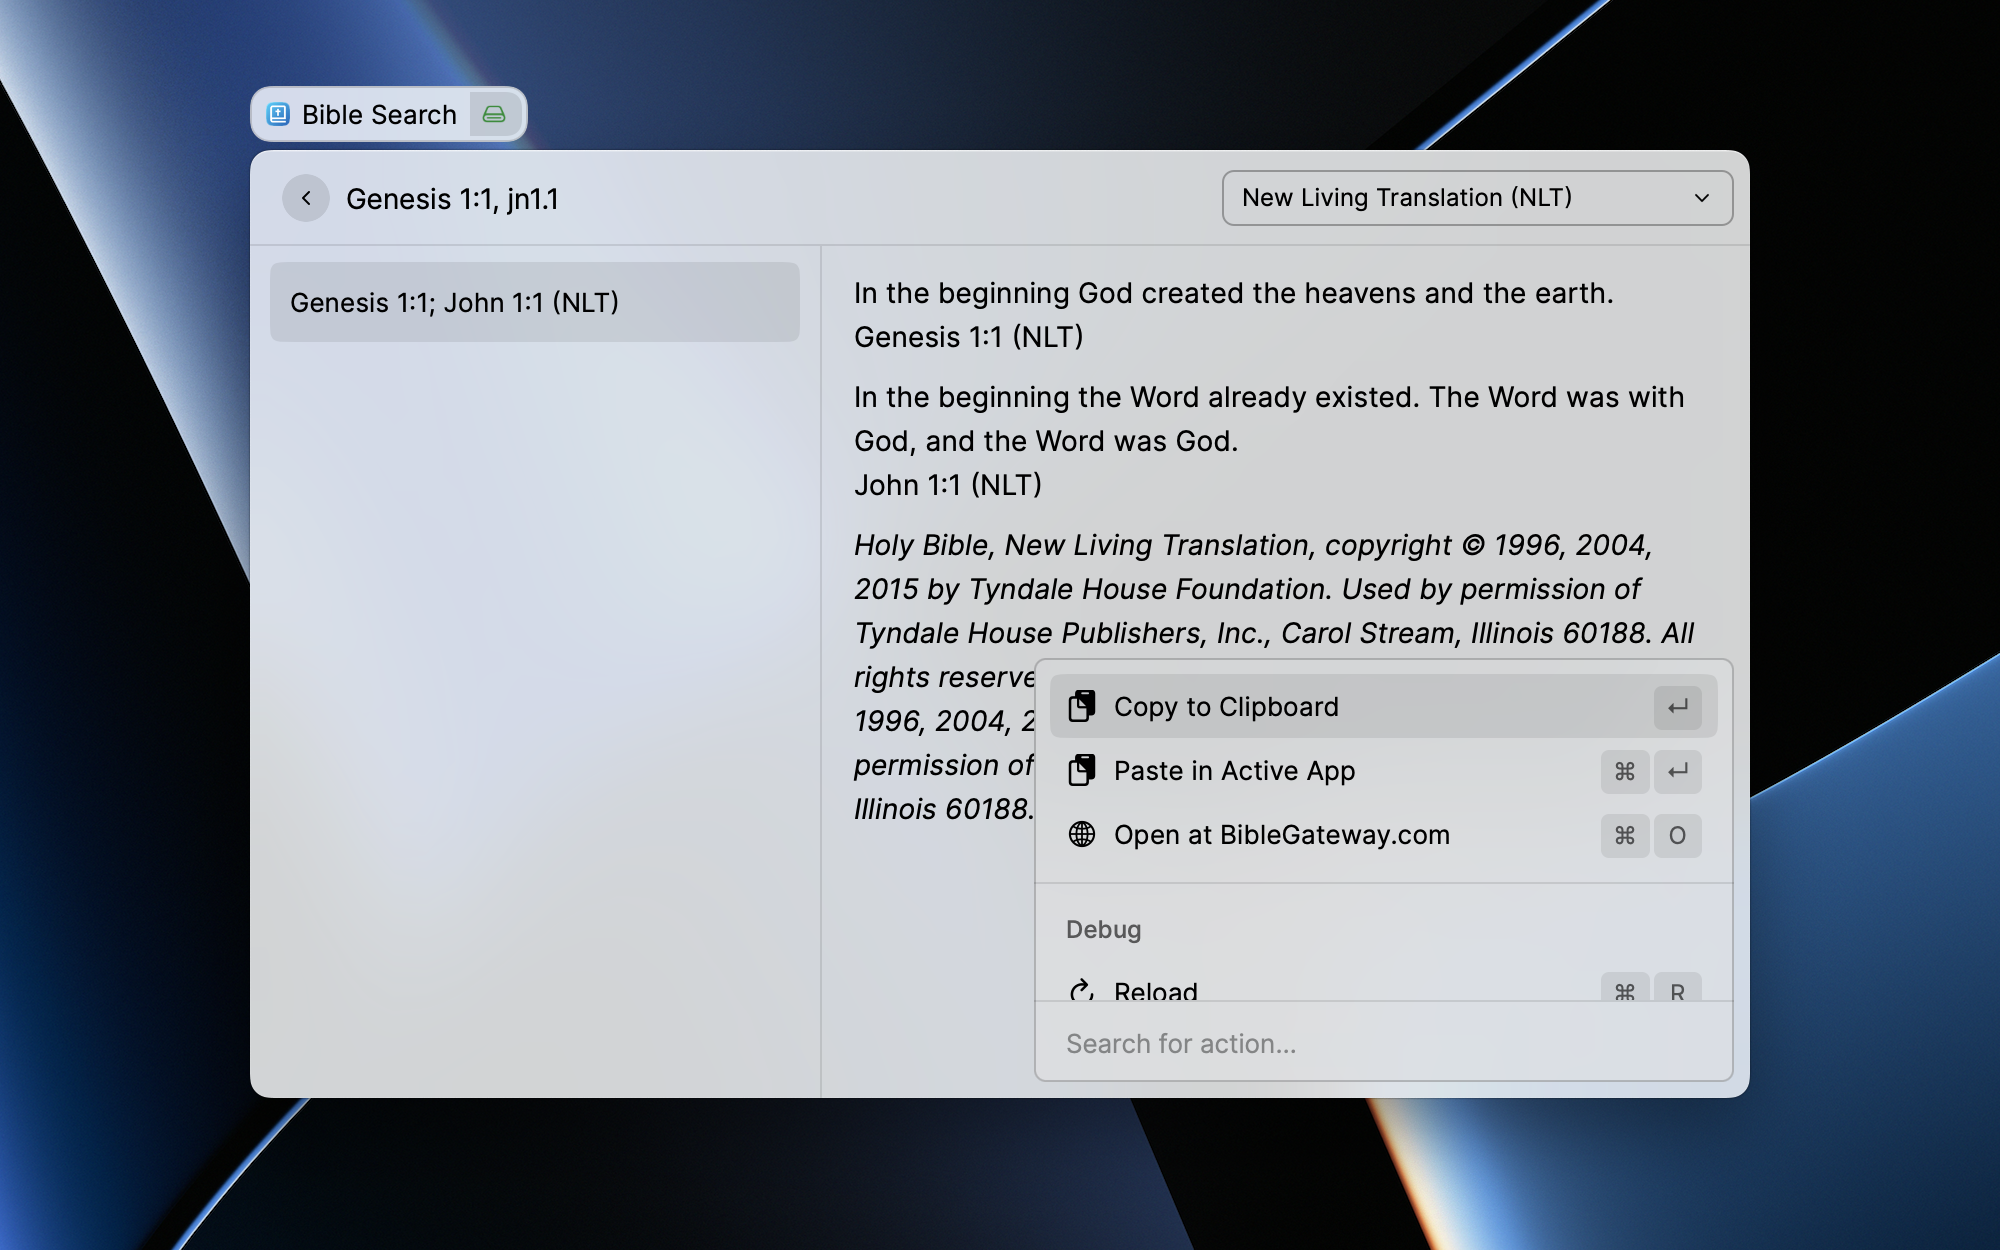 Bible Search
Genesis 1:1, jn1.1
New Living Translation (NLT)
Genesis 1:1; John 1:1 (NLT)
In the beginning God created the heavens and the earth.
Genesis 1:1 (NLT)
In the beginning the Word already existed. The Word was with
God, and the Word was God.
John 1:1 (NLT)
Holy Bible, New Living Translation, copyright © 1996, 2004,
2015 by Tyndale House Foundation. Used by permission of
Tyndale House Publishers, Inc., Carol Stream, Illinois 60188. All
rights reserve
1996, 2004, 2
permission of
Illinois 60188.
Copy to Clipboard ↵
Paste in Active App ⌘ ↵
Open at BibleGateway.com ⌘ O
Debug
Reload ⌘ R
Search for action...